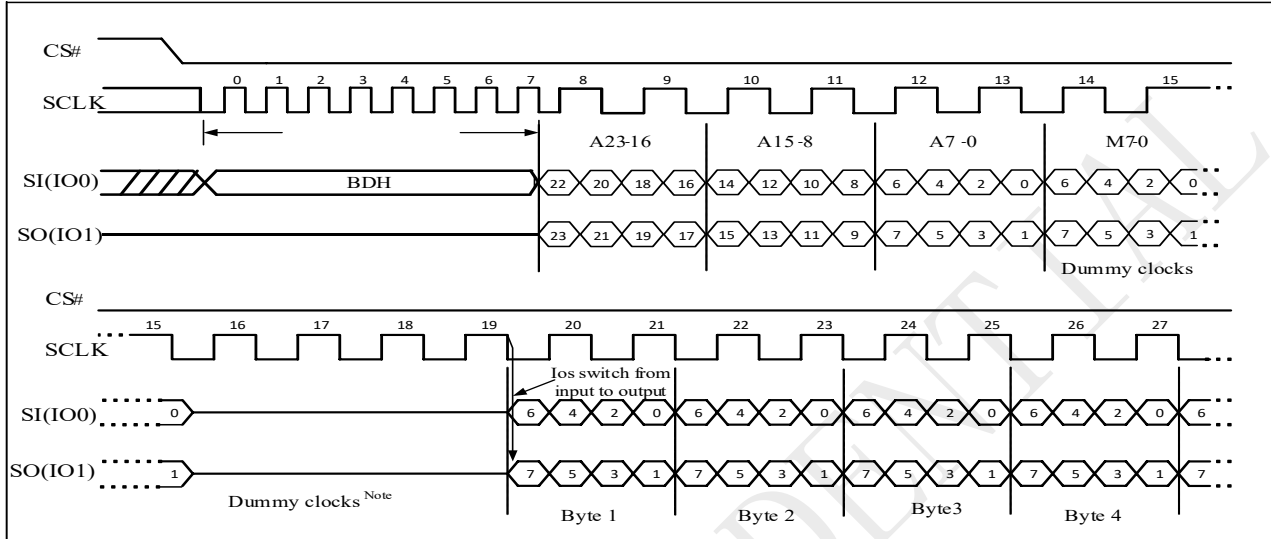 CS#
0 1 2 3 4 5 6 7 8 9 10 11 12 13 14 15
SCLK
A23-16 A15-8 A7-0 M7-0
SI(IO0) BDH 22 20 18 16 14 12 10 8 6 4 2 0 6 4 2 0
SO(IO1) 23 21 19 17 15 13 11 9 7 5 3 1 7 5 3 1
Dummy clocks
CS#
15 16 17 18 19 20 21 22 23 24 25 26 27
SCLK
Ios switch from
input to output
SI(IO0) 0 6 4 2 0 6 4 2 0 6 4 2 0 6 4 2 0 6
SO(IO1) 1 7 5 3 1 7 5 3 1 7 5 3 1 7 5 3 1 7
Dummy clocks Note Byte 1 Byte 2 Byte3 Byte 4
DENTIAL